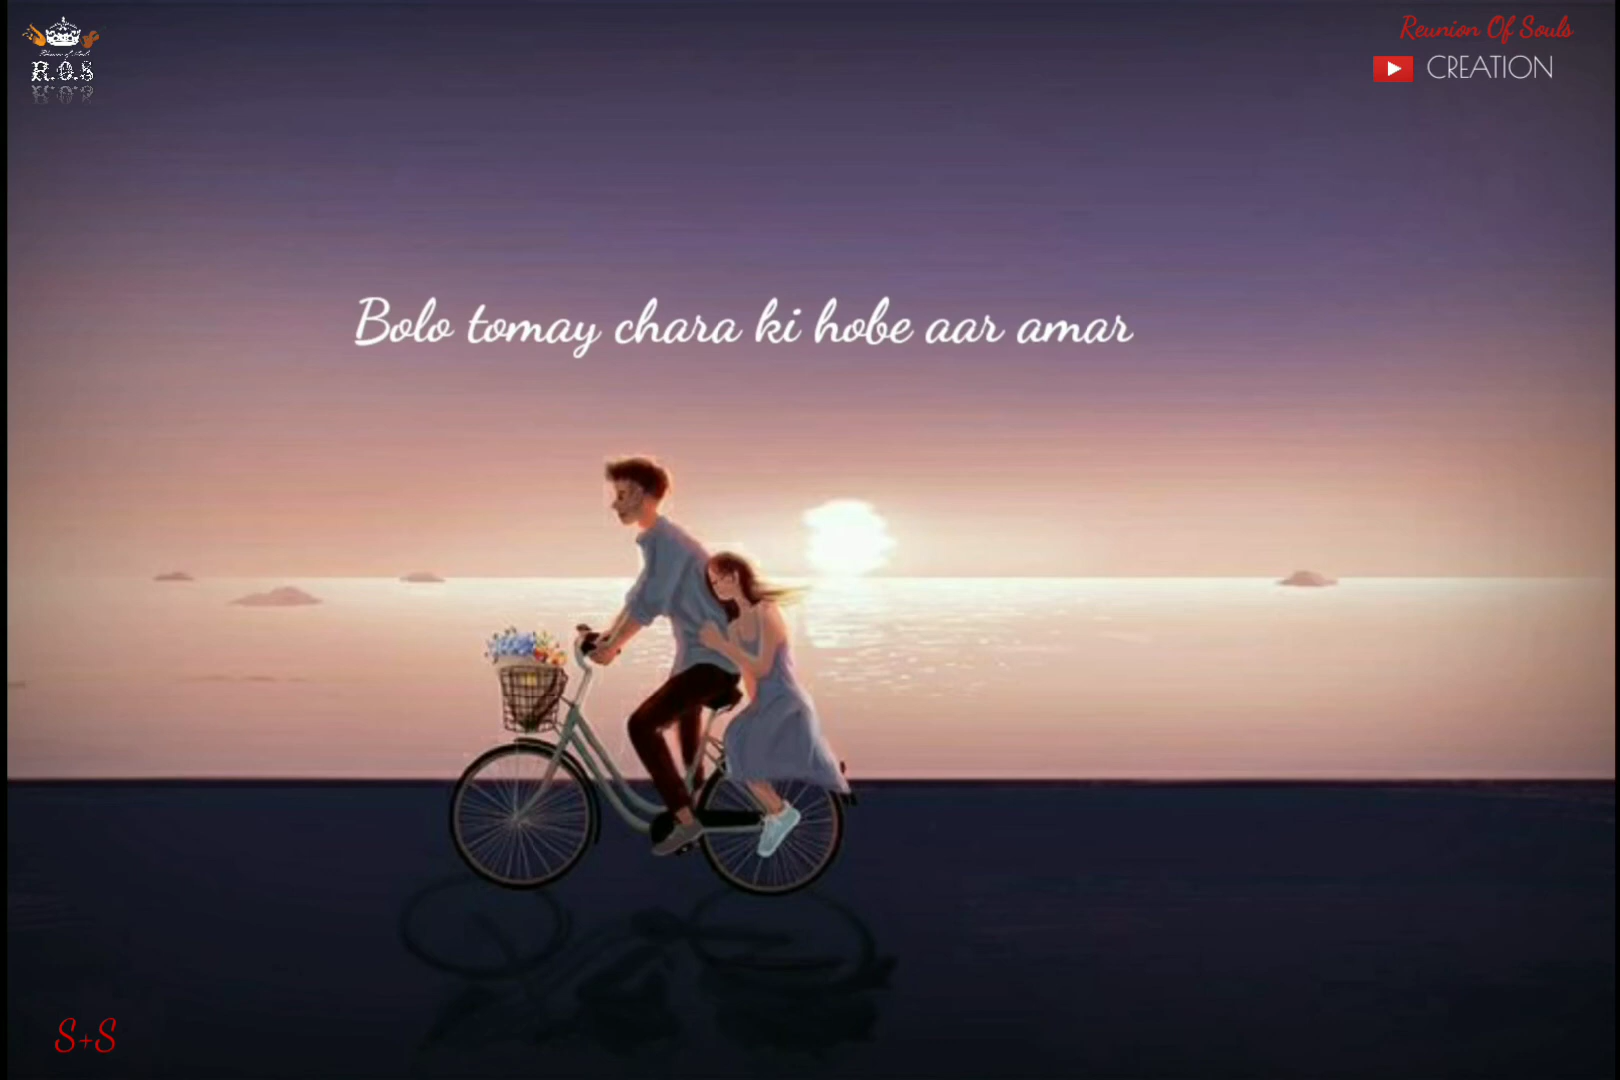 R.O.S
Reunion Of Souls
CREATION
Bolo tomay chara ki hobe aar amar
S+S